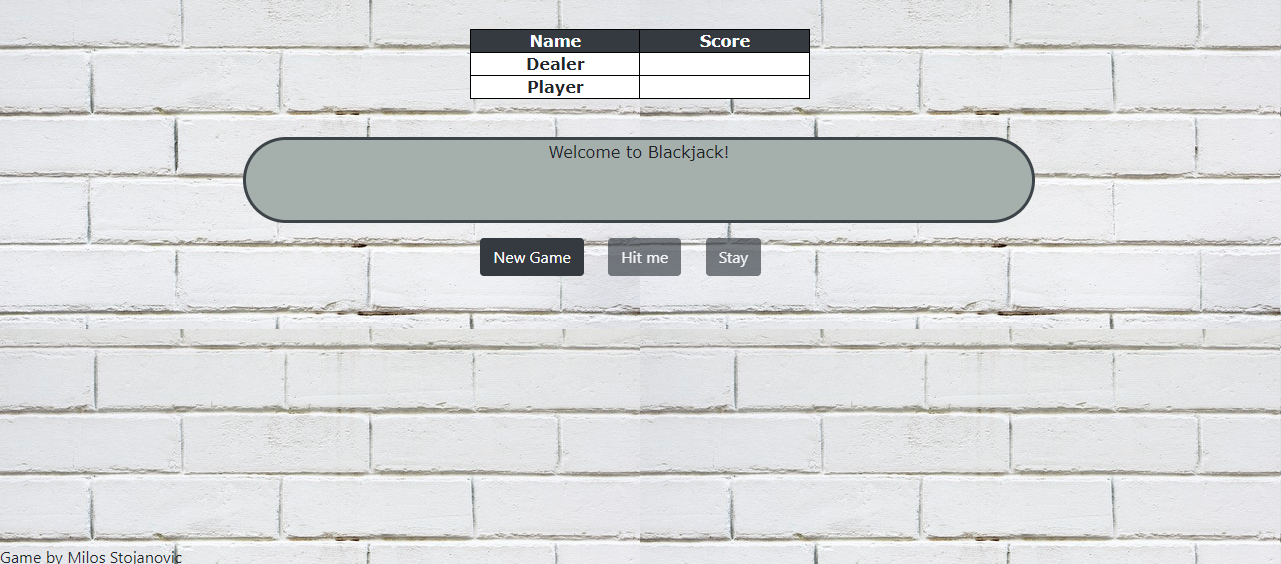 Name Score
Dealer
Player
Welcome to Blackjack!
New Game Hit me Stay
Game by Milos Stojanovic